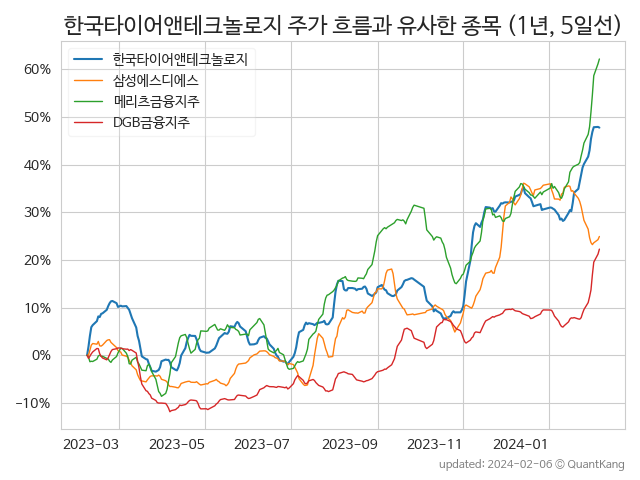 한국타이어앤테크놀로지 주가 흐름과 유사한 종목 (1년, 5일선)
한국타이어앤테크놀로지
삼성에스디에스
메리츠금융지주
DGB금융지주
60%
50%
40%
30%
20%
10%
0%
−10%
2023-03 2023-05 2023-07 2023-09 2023-11 2024-01
updated: 2024-02-06 © QuantKang